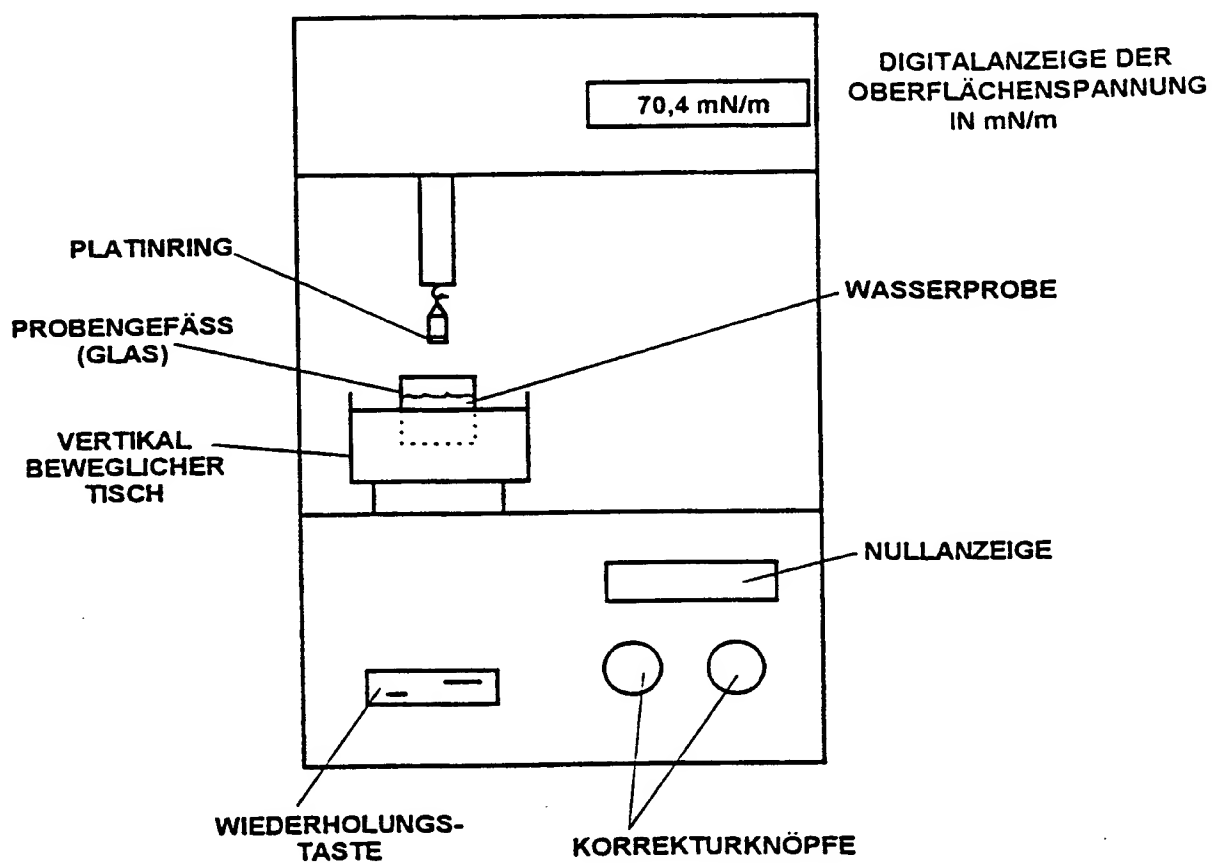 DIGITALANZEIGE DER
OBERFLÄCHENSPANNUNG
IN mN/m
70,4 mN/m
PLATINRING
WASSERPROBE
PROBENGEFÄSS
(GLAS)
VERTIKAL
BEWEGLICHER
TISCH
NULLANZEIGE
WIEDERHOLUNGS-
TASTE
KORREKTURKNÖPFE